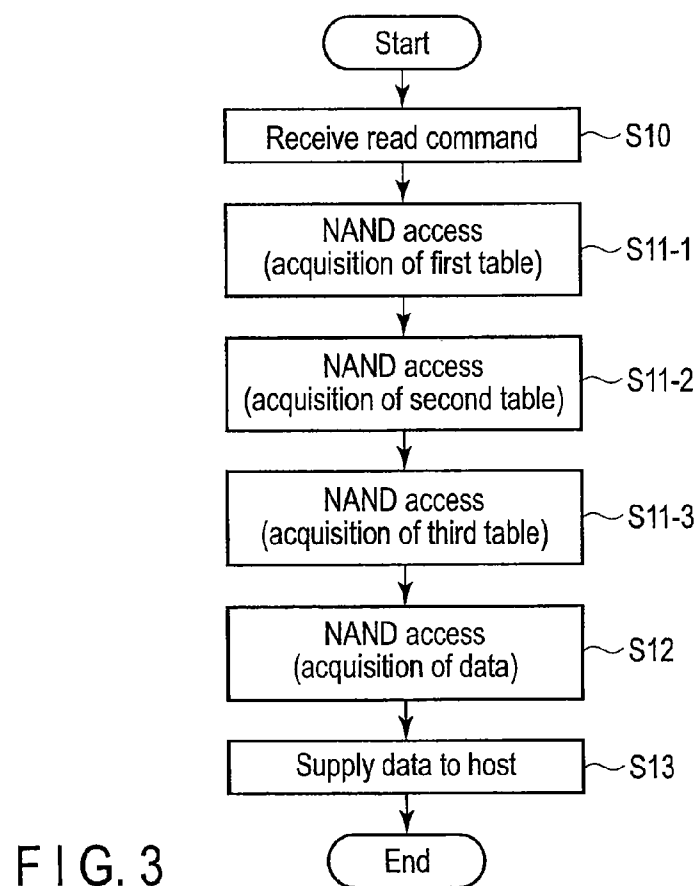 Start
Receive read command
S10
NAND access
(acquisition of first table)
S11-1
NAND access
(acquisition of second table)
S11-2
NAND access
(acquisition of third table)
S11-3
NAND access
(acquisition of data)
S12
Supply data to host
S13
End
FIG. 3